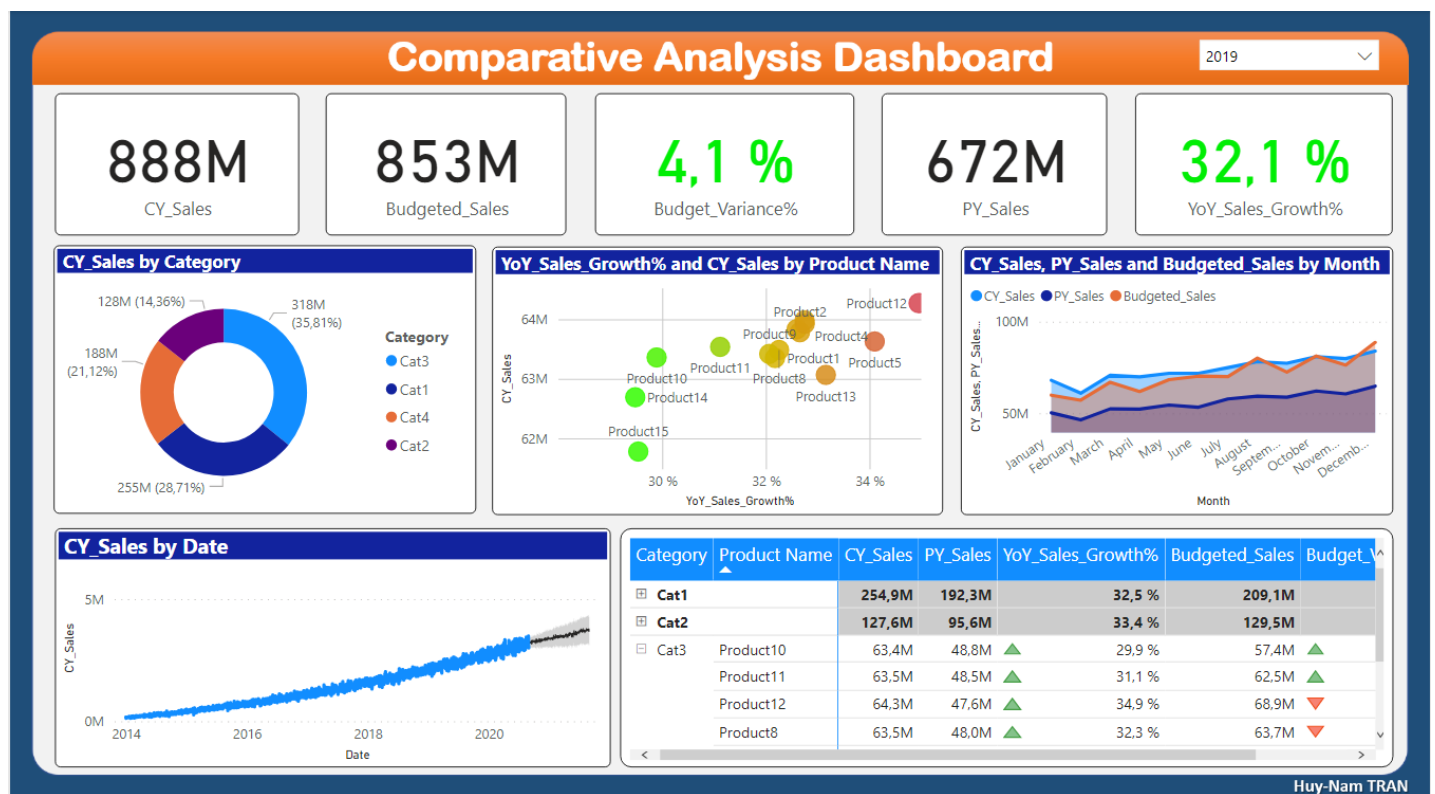 Comparative Analysis Dashboard
2019
888M
CY_Sales
853M
Budgeted_Sales
4,1 %
Budget_Variance%
672M
PY_Sales
32,1 %
YoY_Sales_Growth%
CY_Sales by Category
128M (14,36%)
318M
(35,81%)
188M
(21,12%)
255M (28,71%)
Category
Cat3
Cat1
Cat4
Cat2
YoY_Sales_Growth% and CY_Sales by Product Name
CY_Sales
64M
63M
62M
Product12
Product2
Product9
Product4
Product1
Product5
Product11
Product8
Product10
Product13
Product14
Product15
30 %
32 %
34 %
YoY_Sales_Growth%
CY_Sales, PY_Sales and Budgeted_Sales by Month
CY_Sales
PY_Sales
Budgeted_Sales
CY_Sales, PY_Sales...
100M
50M
January
February
March
April
May
June
July
August
Septem...
October
Novem...
Decemb...
Month
CY_Sales by Date
CY_Sales
5M
0M
2014
2016
2018
2020
Date
Category Product Name CY_Sales PY_Sales YoY_Sales_Growth% Budgeted_Sales Budget_V
Cat1 254,9M 192,3M 32,5 % 209,1M
Cat2 127,6M 95,6M 33,4 % 129,5M
Cat3 Product10 63,4M 48,8M 29,9 % 57,4M
Product11 63,5M 48,5M 31,1 % 62,5M
Product12 64,3M 47,6M 34,9 % 68,9M
Product8 63,5M 48,0M 32,3 % 63,7M
Huy-Nam TRAN